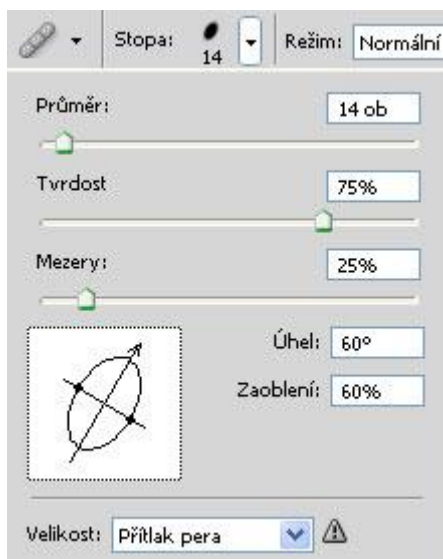 Stopa: 14 Režim: Normální
Průměr: 14 ob
Tvrdost 75%
Mezery: 25%
Úhel: 60°
Zaoblení: 60%
Velikost: Přítlak pera